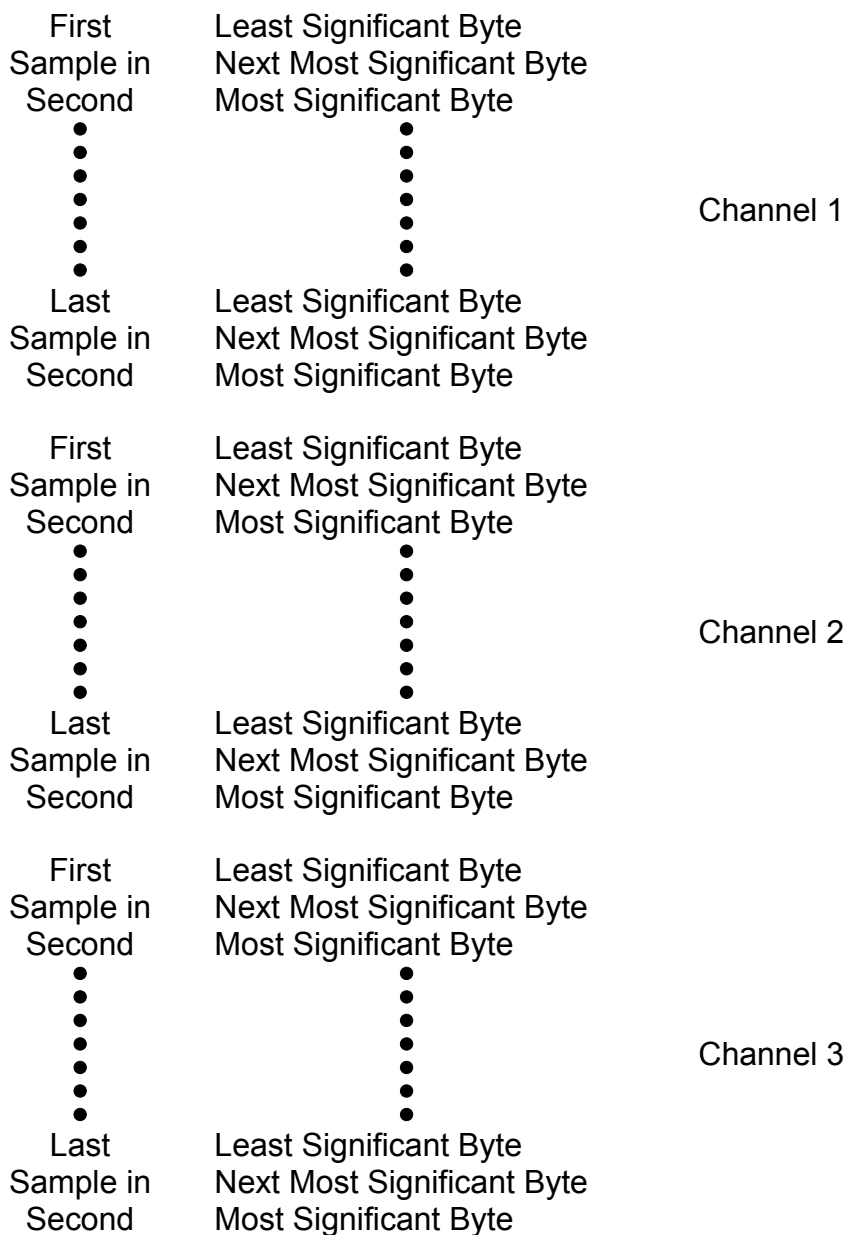 First Least Significant Byte
Sample in Next Most Significant Byte
Second Most Significant Byte
Channel 1
Last Least Significant Byte
Sample in Next Most Significant Byte
Second Most Significant Byte
First Least Significant Byte
Sample in Next Most Significant Byte
Second Most Significant Byte
Channel 2
Last Least Significant Byte
Sample in Next Most Significant Byte
Second Most Significant Byte
First Least Significant Byte
Sample in Next Most Significant Byte
Second Most Significant Byte
Channel 3
Last Least Significant Byte
Sample in Next Most Significant Byte
Second Most Significant Byte